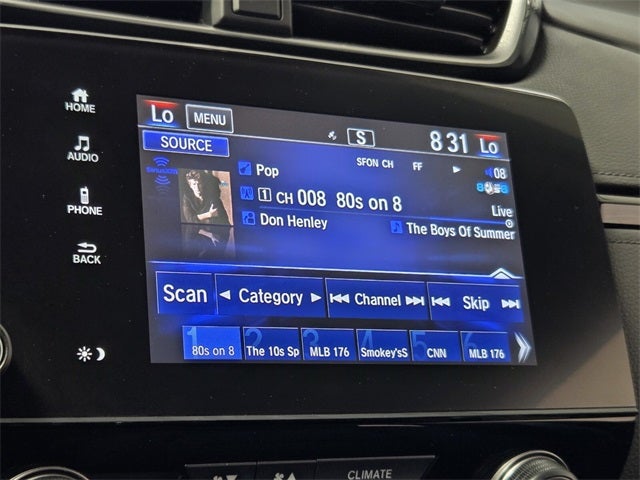 HOME
AUDIO
PHONE
BACK
Lo MENU S 8 31 Lo
SOURCE SFON CH FF
SiriusXM Pop 08
1 CH 008 80s on 8 Live
Don Henley The Boys Of Summer
Scan Category Channel Skip
1 2 3 4 5 6
80s on 8 The 10s Sp MLB 176 Smokey'sS CNN MLB 176
CLIMATE